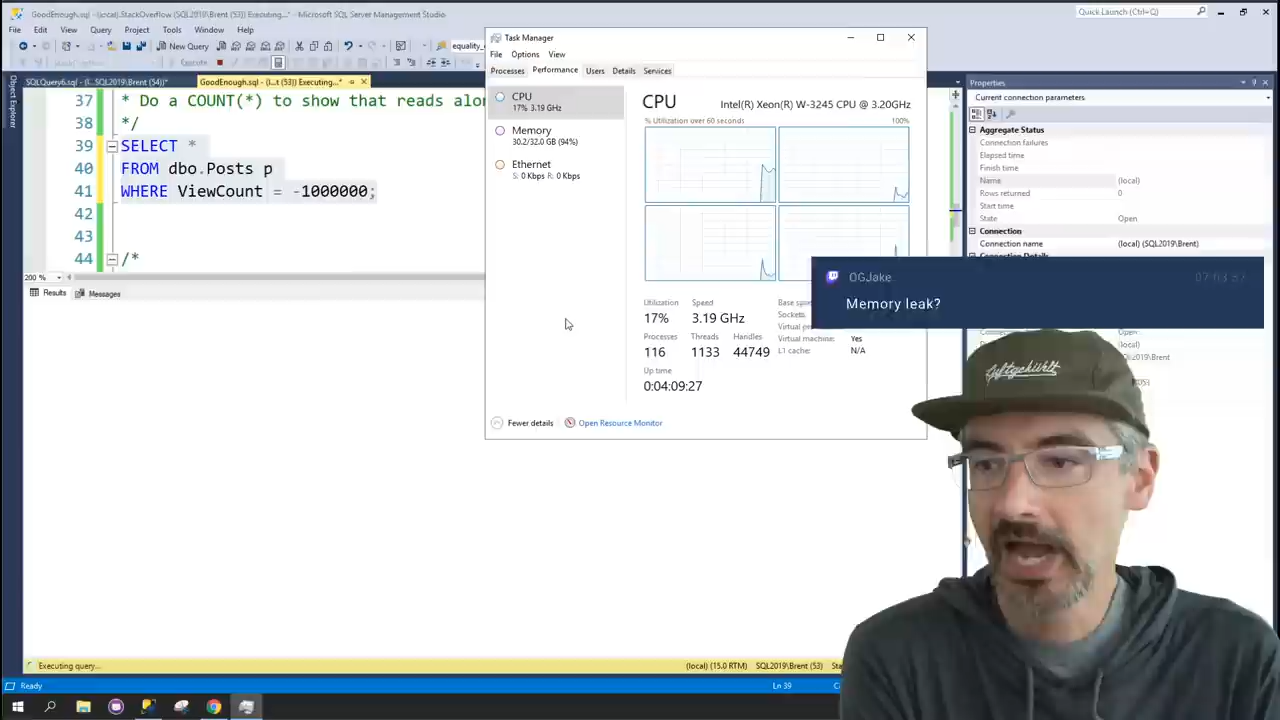 GoodEnough.sql - (local).StackOverflow (SQL2019\Brent (53)) Executing...* - Microsoft SQL Server Management Studio
Quick Launch (Ctrl+Q)
File Edit View Query Project Tools Window Help
New Query
Execute
equality_
SQLQuery6.sql - (l...SQL2019\Brent (54))*
GoodEnough.sql - (l...t (53)) Executing...*
Object Explorer
37 * Do a COUNT(*) to show that reads alon
38 */
39 SELECT *
40 FROM dbo.Posts p
41 WHERE ViewCount = -1000000;
42
43
44 /*
200 %
Results Messages
Task Manager
File Options View
Processes Performance Users Details Services
CPU
17% 3.19 GHz
Memory
30.2/32.0 GB (94%)
Ethernet
S: 0 Kbps R: 0 Kbps
CPU
Intel(R) Xeon(R) W-3245 CPU @ 3.20GHz
% Utilization over 60 seconds 100%
Utilization Speed
17% 3.19 GHz
Processes Threads Handles
116 1133 44749
Up time
0:04:09:27
Sockets:
Virtual machine: Yes
L1 cache: N/A
Fewer details Open Resource Monitor
Properties
Current connection parameters
Aggregate Status
Connection failures
Elapsed time
Finish time
Name (local)
Rows returned 0
Start time
State Open
Connection
Connection name (local) (SQL2019\Brent)
OGJake
Memory leak?
Executing query...
(local) (15.0 RTM) SQL2019\Brent (53)
Ready
Ln 39